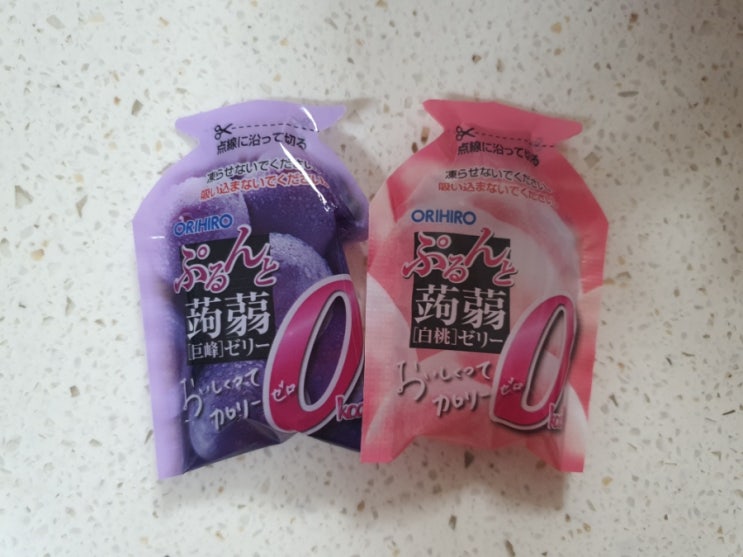 点線に沿って切る
凍らせないでください
吸い込まないでください
ORIHIRO
ぷるんと
蒟蒻
[巨峰]ゼリー
おいしくって
カロリー
ゼロ
0
点線に沿って切る
凍らせないでください
吸い込まないでください
ORIHIRO
ぷるんと
蒟蒻
[白桃]ゼリー
おいしくって
カロリー
ゼロ
0